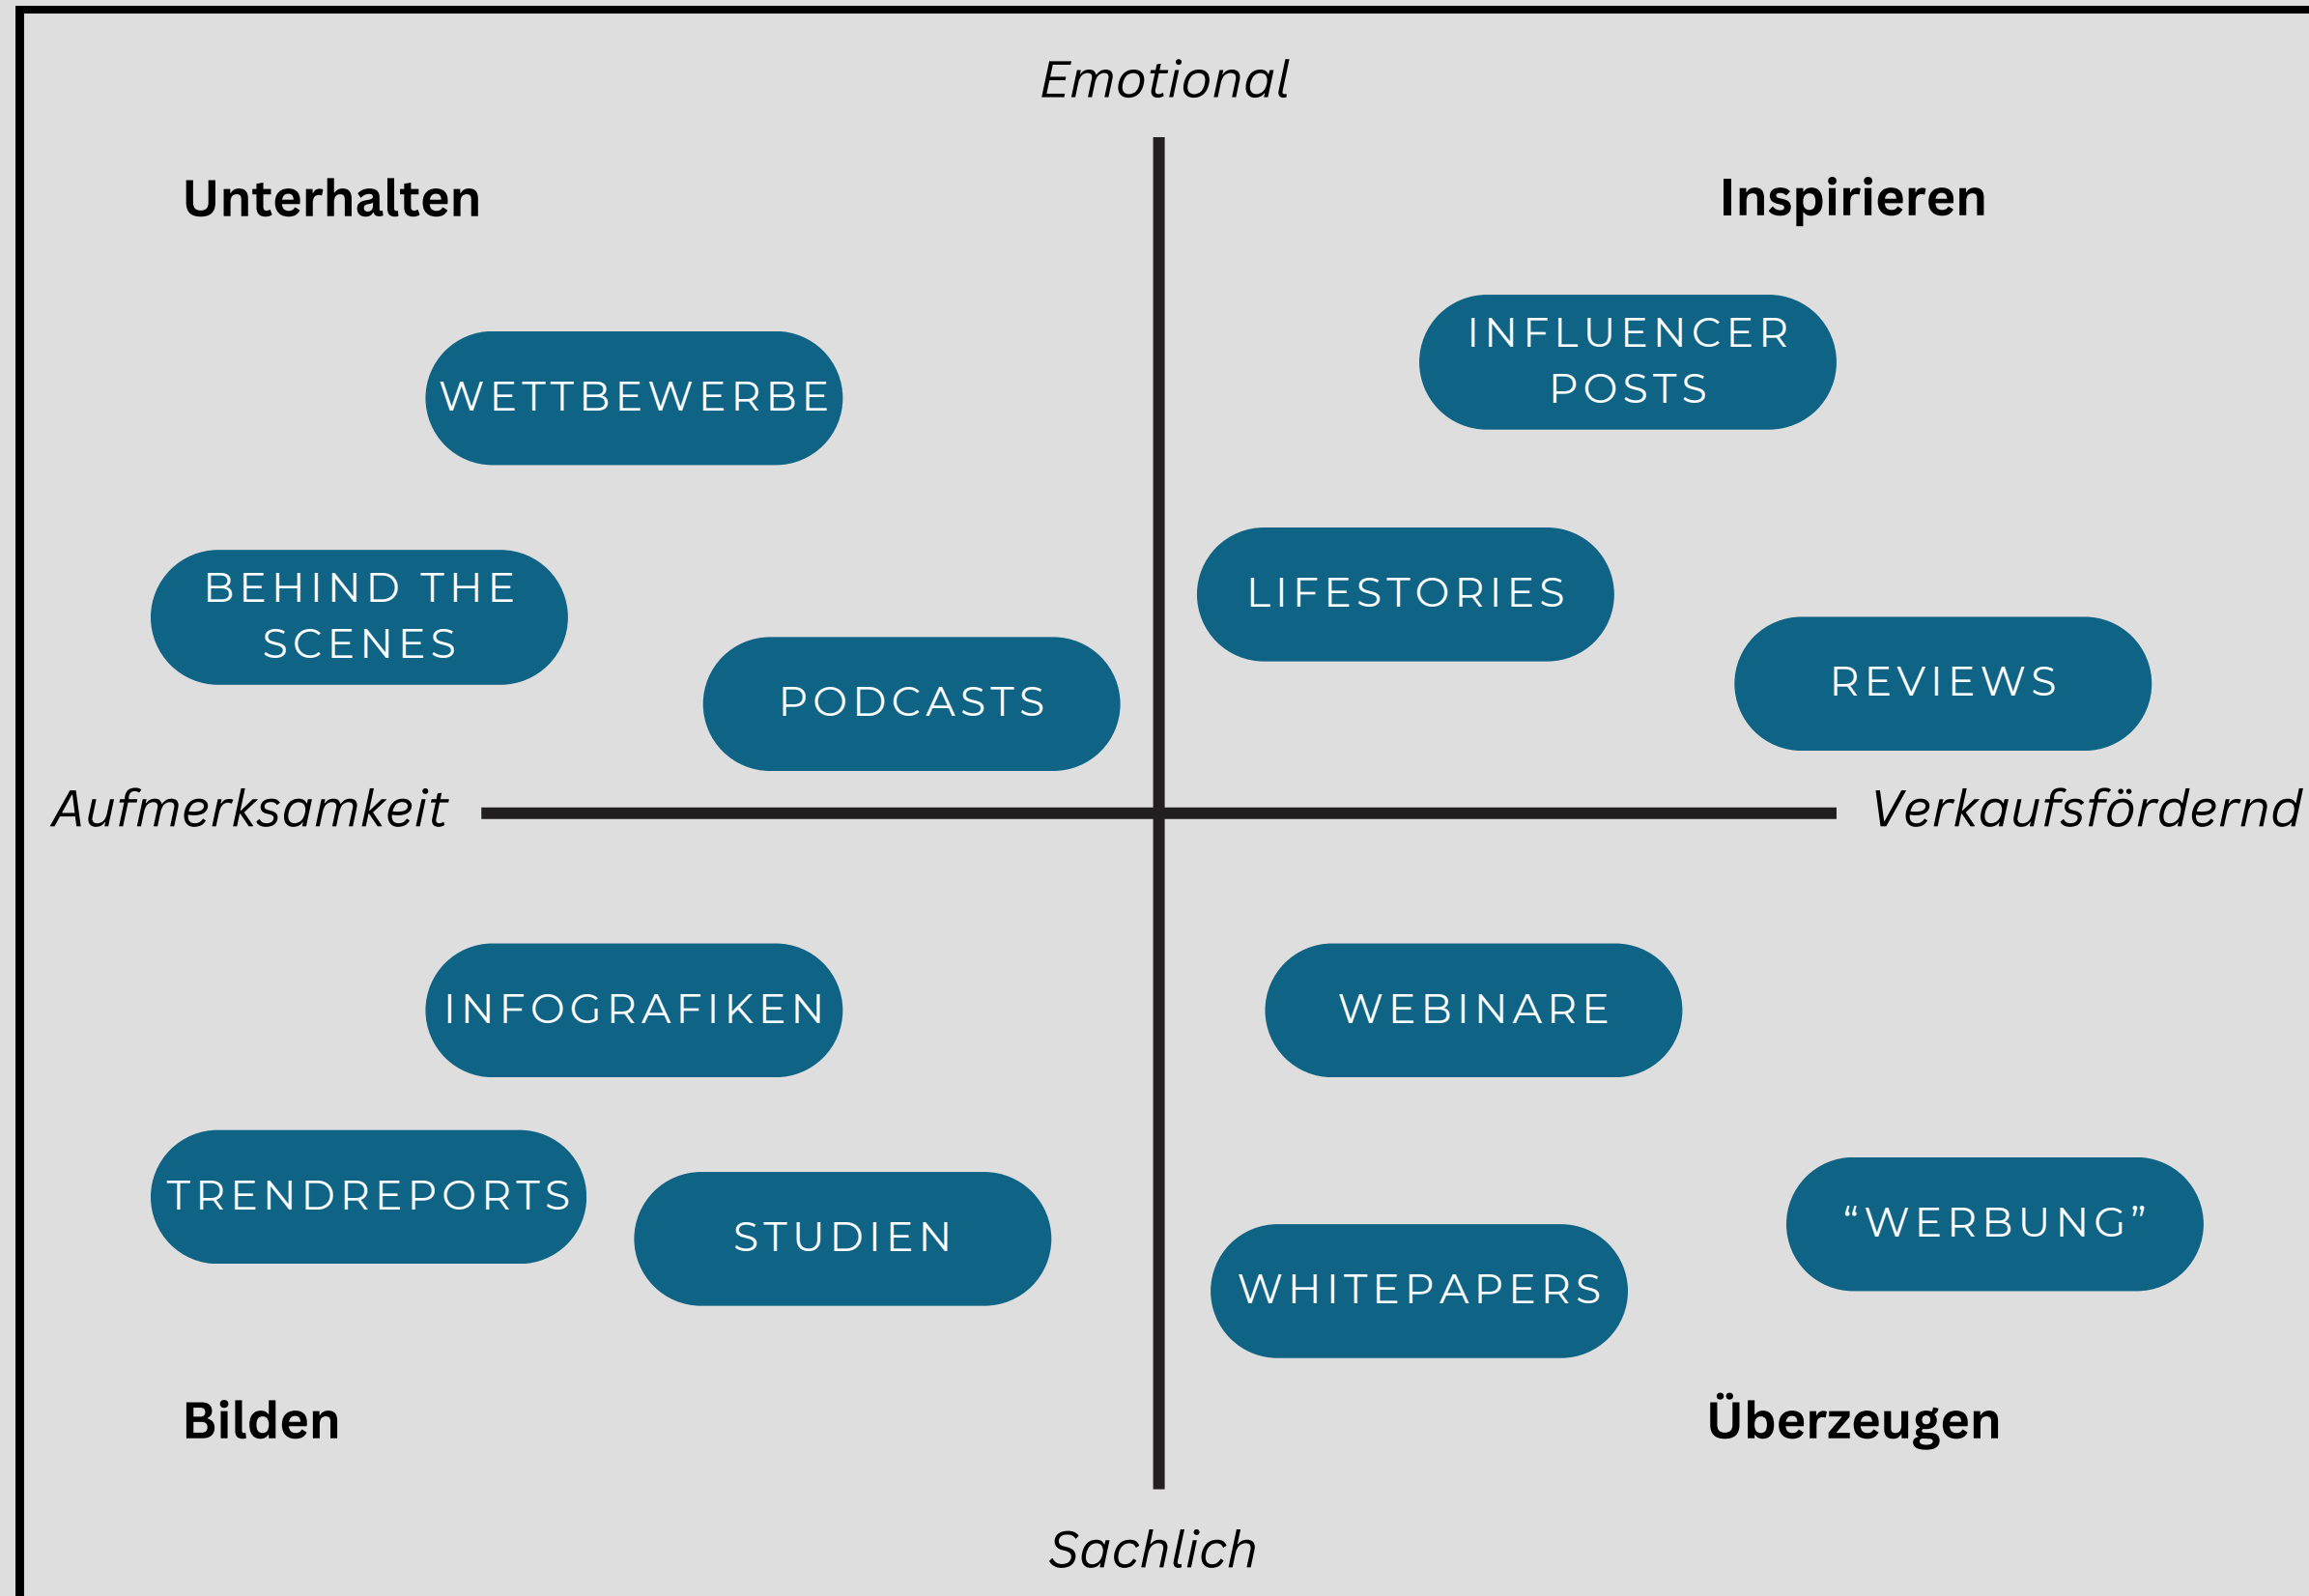 Emotional
Unterhalten
Inspirieren
INFLUENCER
POSTS
WETTBEWERBE
BEHIND THE
SCENES
LIFESTORIES
PODCASTS
REVIEWS
Aufmerksamkeit
Verkaufsfördernd
INFOGRAFIKEN
WEBINARE
TRENDREPORTS
STUDIEN
“WERBUNG”
WHITEPAPERS
Bilden
Überzeugen
Sachlich